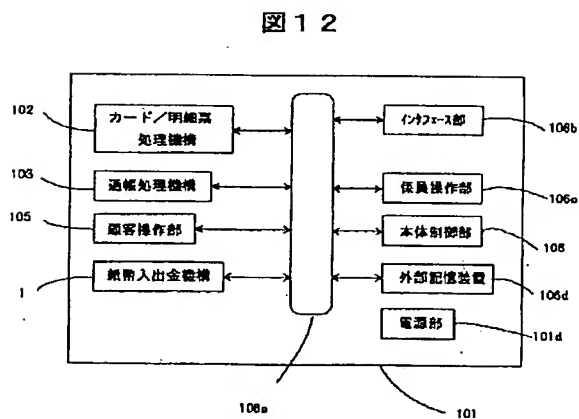 図12
102
カード／明細票
処理機構
103
通帳処理機構
105
顧客操作部
1
紙幣入出金機構
インタフェース部
106b
係員操作部
本体制御部
106
外部記憶装置
106d
電源部
101d
106a
101